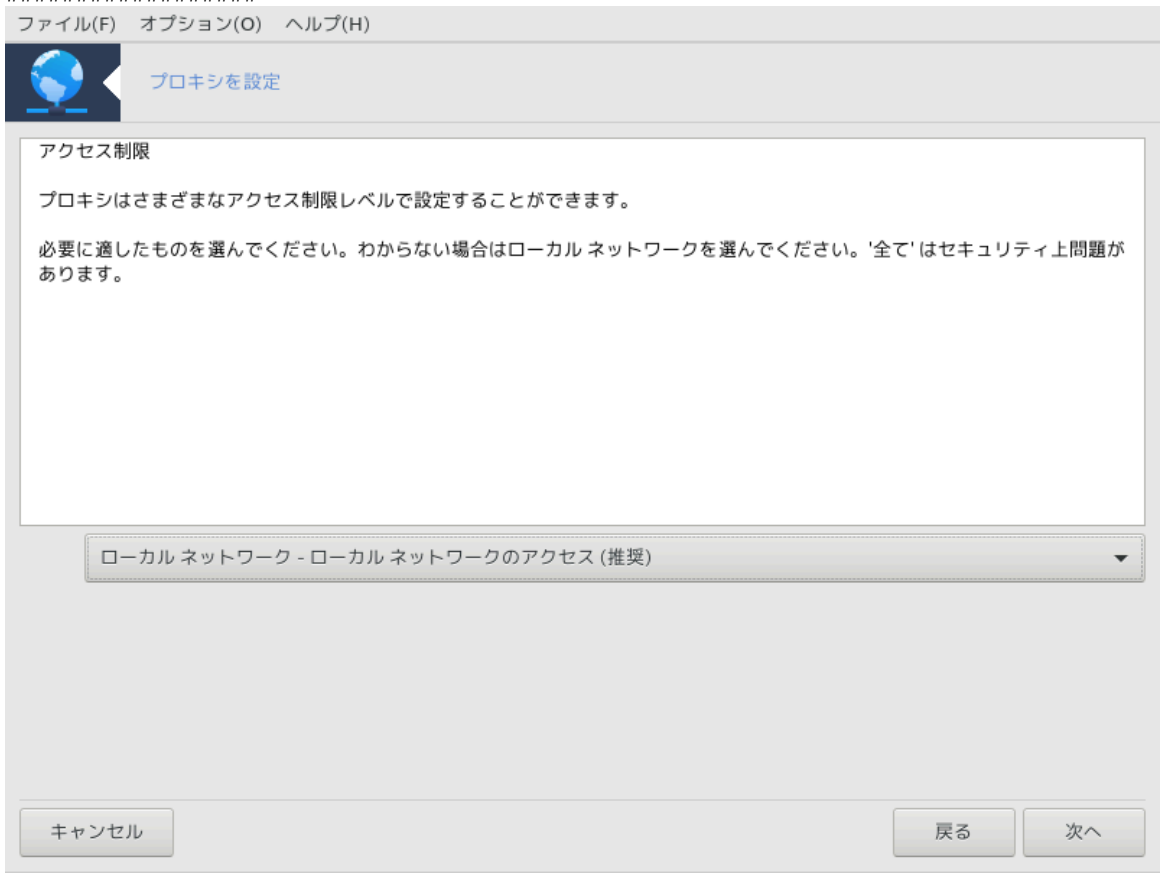 ファイル(F) オプション(O) ヘルプ(H)
プロキシを設定
アクセス制限
プロキシはさまざまなアクセス制限レベルで設定することができます。
必要に適したものを選んでください。わからない場合はローカル ネットワークを選んでください。'全て' はセキュリティ上問題が
あります。
ローカル ネットワーク - ローカル ネットワークのアクセス (推奨)
キャンセル 戻る 次へ